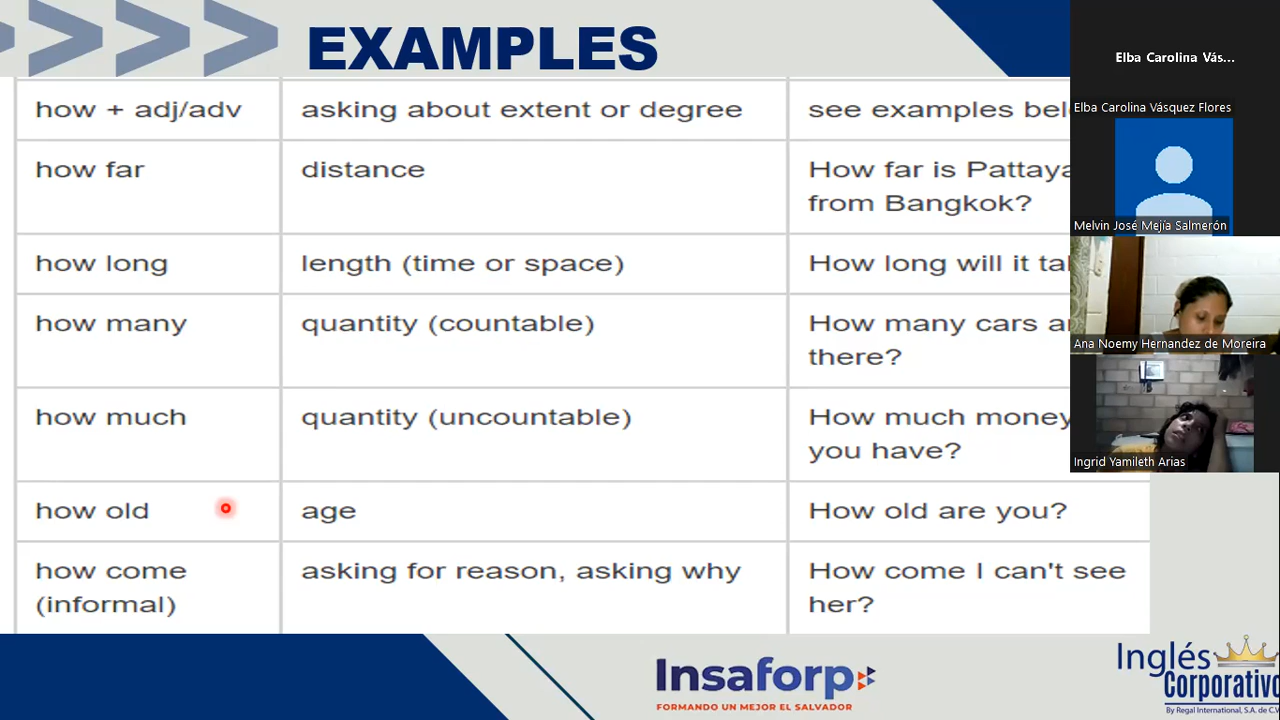 EXAMPLES
how + adj/adv
asking about extent or degree
see examples
how far
distance
How far is Pattaya
from Bangkok?
how long
length (time or space)
How long will it
how many
quantity (countable)
How many cars
there?
how much
quantity (uncountable)
How much money
you have?
how old
age
How old are you?
how come
(informal)
asking for reason, asking why
How come I can't see
her?
Elba Carolina Vás...
Elba Carolina Vásquez Flores
Melvin José Mejía Salmerón
Ana Noemy Hernandez de Moreira
Ingrid Yamileth Arias
Insaforp
FORMANDO UN MEJOR EL SALVADOR
Inglés
Corporativo
By Regal International, S.A. de C.V